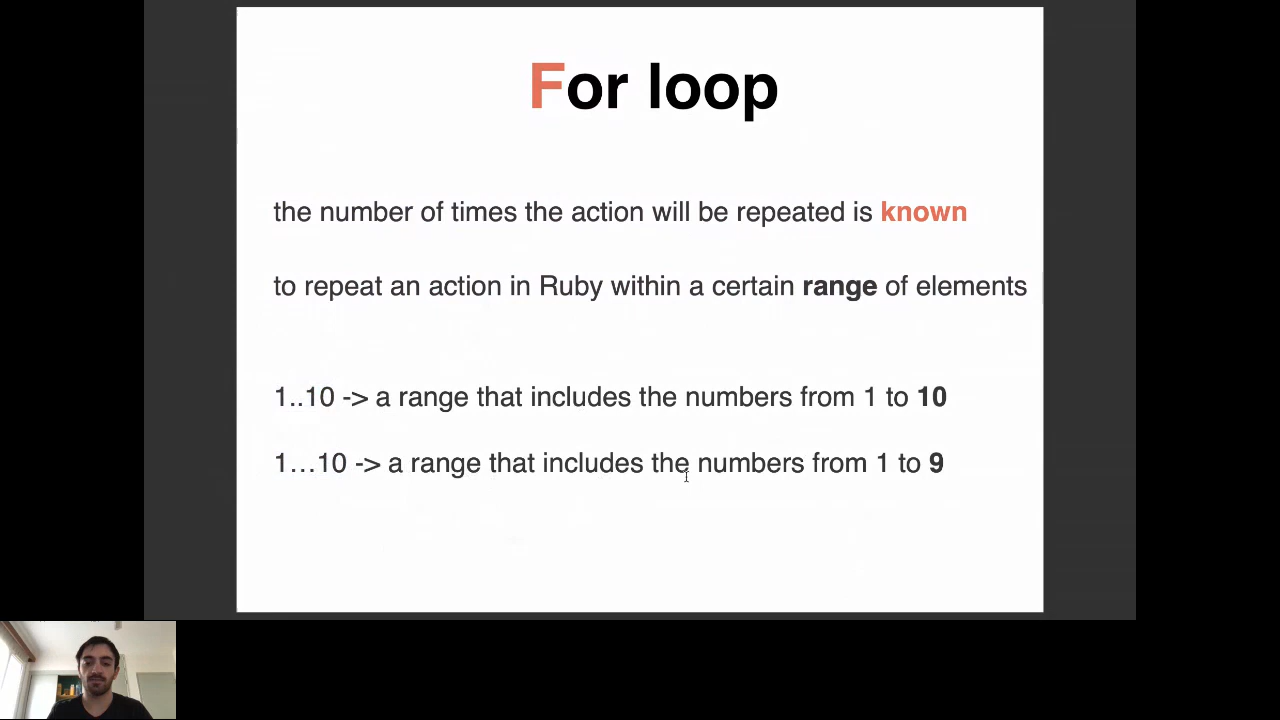 For loop
the number of times the action will be repeated is known
to repeat an action in Ruby within a certain range of elements
1..10 -> a range that includes the numbers from 1 to 10
1…10 -> a range that includes the numbers from 1 to 9